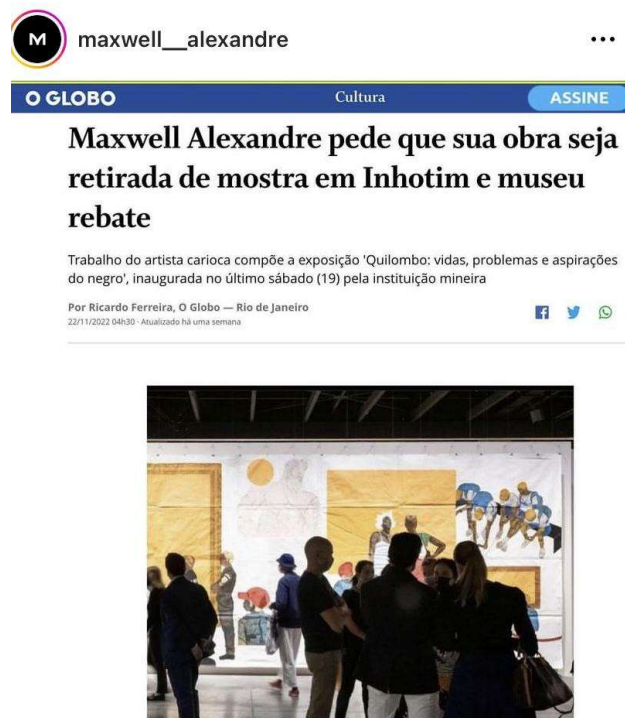 M
maxwell__alexandre
O GLOBO
Cultura
ASSINE
Maxwell Alexandre pede que sua obra seja
retirada de mostra em Inhotim e museu
rebate
Trabalho do artista carioca compõe a exposição 'Quilombo: vidas, problemas e aspirações
do negro', inaugurada no último sábado (19) pela instituição mineira
Por Ricardo Ferreira, O Globo — Rio de Janeiro
22/11/2022 04h30 · Atualizado há uma semana